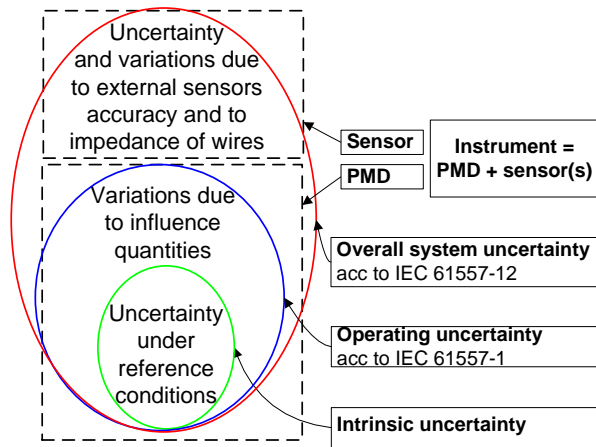 Uncertainty
and variations due
to external sensors
accuracy and to
impedance of wires
Sensor
PMD
Instrument =
PMD + sensor(s)
Variations due
to influence
quantities
Overall system uncertainty
acc to IEC 61557-12
Uncertainty
under
reference
conditions
Operating uncertainty
acc to IEC 61557-1
Intrinsic uncertainty